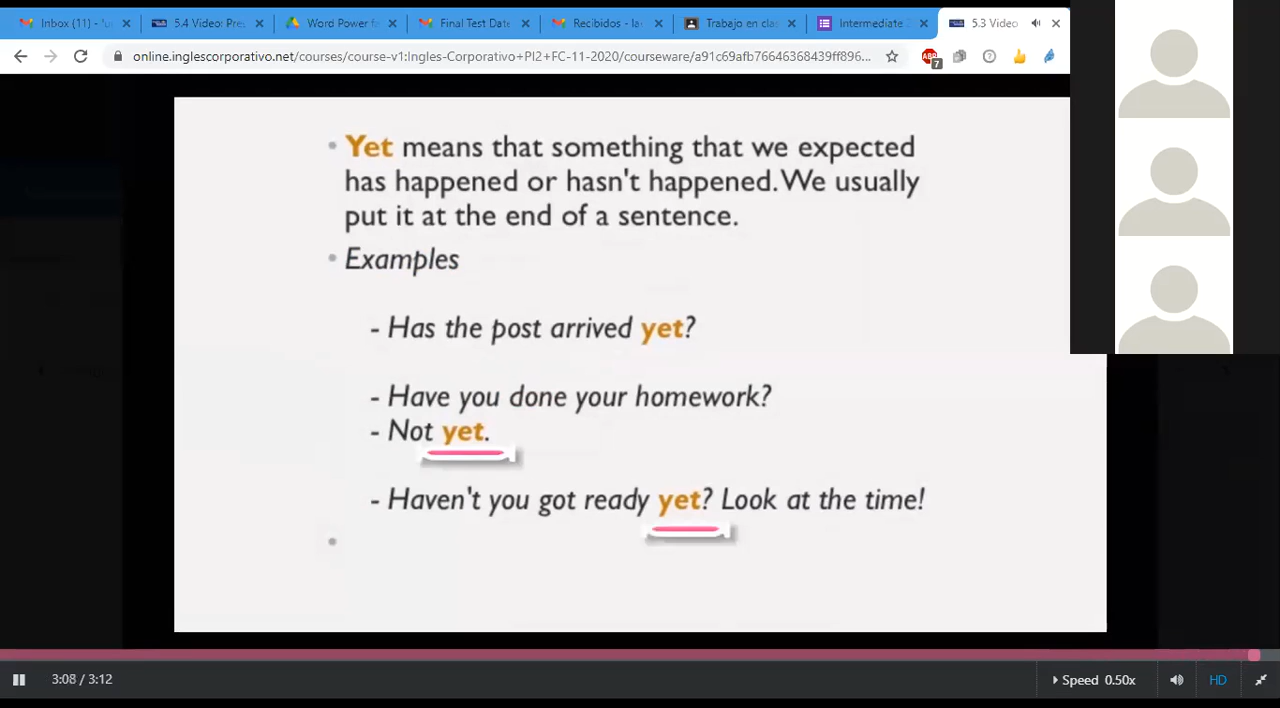 Inbox (11) - 'u
5.4 Video: Pre
Word Power fa
Final Test Date
Recibidos - la
Trabajo en cla
Intermediate 2
5.3 Video
online.inglescorporativo.net/courses/course-v1:Ingles-Corporativo+PI2+FC-11-2020/courseware/a91c69afb76646368439ff896...
ABP
7
Yet means that something that we expected
has happened or hasn't happened. We usually
put it at the end of a sentence.
Examples
- Has the post arrived yet?
- Have you done your homework?
- Not yet.
- Haven't you got ready yet? Look at the time!
3:08 / 3:12
Speed 0.50x
HD